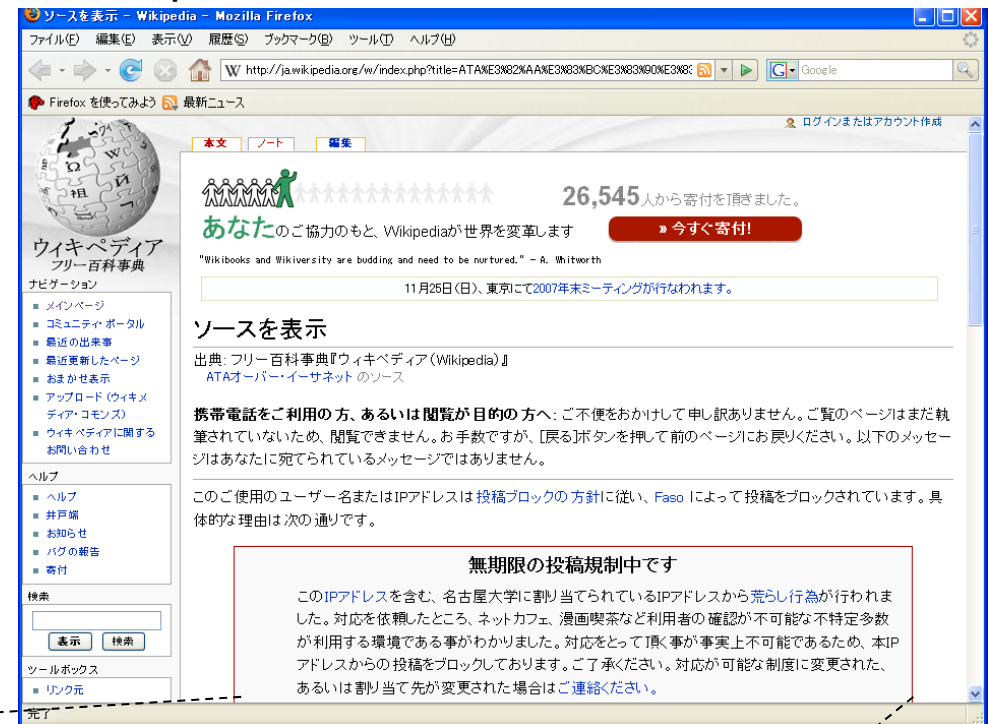 ソースを表示 - Wikipedia - Mozilla Firefox
ファイル(F) 編集(E) 表示(V) 履歴(S) ブックマーク(B) ツール(T) ヘルプ(H)
http://ja.wikipedia.org/w/index.php?title=ATA%E3%82%AA%E3%83%BC%E3%83%90%E3%83%
Google
Firefox を使ってみよう 最新ニュース
ログインまたはアカウント作成
本文 ノート 編集
26,545人から寄付を頂きました。
あなたのご協力のもと、Wikipediaが世界を変革します
» 今すぐ寄付!
"Wikibooks and Wikiversity are budding and need to be nurtured." – A. Whitworth
11月25日(日)、東京にて2007年末ミーティングが行なわれます。
ウィキペディア
フリー百科事典
ナビゲーション
メインページ
コミュニティ・ポータル
最近の出来事
最近更新したページ
おまかせ表示
アップロード (ウィキメ
ディア・コモンズ)
ウィキペディアに関する
お問い合わせ
ヘルプ
ヘルプ
井戸端
お知らせ
バグの報告
寄付
検索
表示 検索
ツールボックス
リンク元
ソースを表示
出典: フリー百科事典『ウィキペディア(Wikipedia)』
ATAオーバー・イーサネット のソース
携帯電話をご利用の方、あるいは閲覧が目的の方へ: ご不便をおかけして申し訳ありません。ご覧のページはまだ執
筆されていないため、閲覧できません。お手数ですが、[戻る]ボタンを押して前のページにお戻りください。以下のメッセー
ジはあなたに宛てられているメッセージではありません。
このご使用のユーザー名またはIPアドレスは投稿ブロックの方針に従い、Faso によって投稿をブロックされています。具
体的な理由は次の通りです。
無期限の投稿規制中です
このIPアドレスを含む、名古屋大学に割り当てられているIPアドレスから荒らし行為が行われま
した。対応を依頼したところ、ネットカフェ、漫画喫茶など利用者の確認が不可能な不特定多数
が利用する環境である事がわかりました。対応をとって頂く事が事実上不可能であるため、本IP
アドレスからの投稿をブロックしております。ご了承ください。対応が可能な制度に変更された、
あるいは割り当て先が変更された場合はご連絡ください。
完了